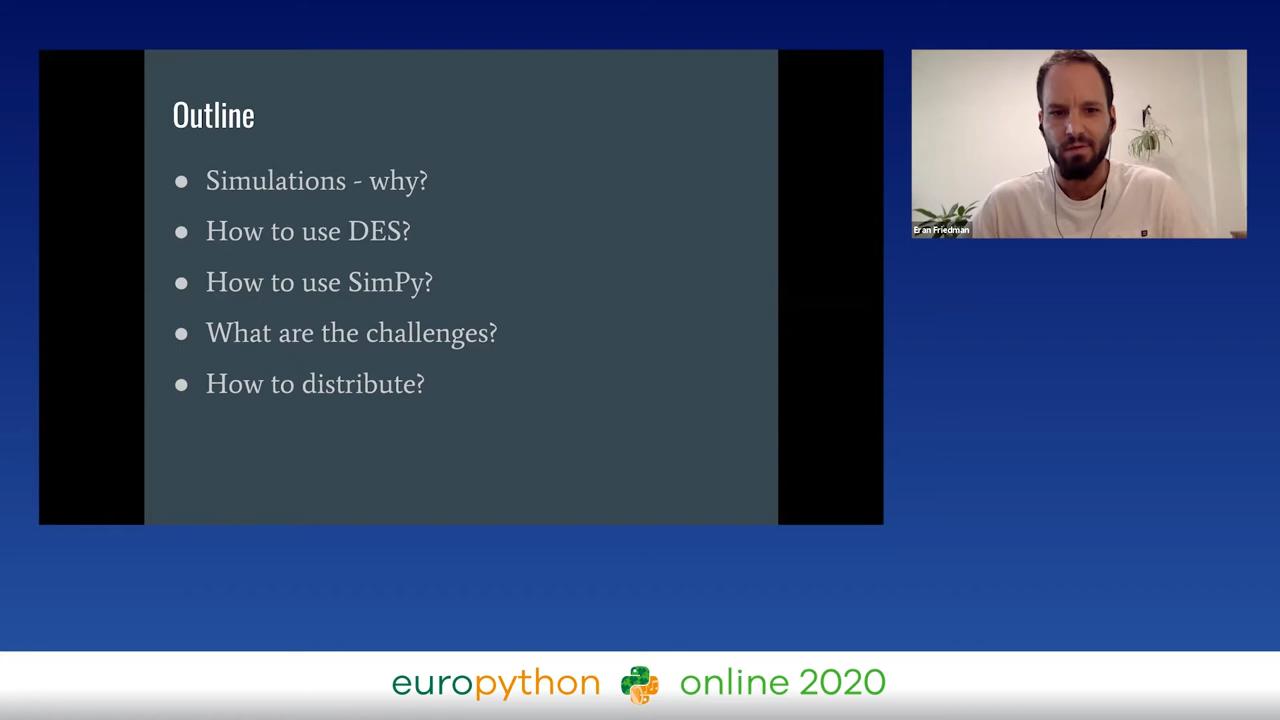 Outline
● Simulations - why?
● How to use DES?
● How to use SimPy?
● What are the challenges?
● How to distribute?
Eran Friedman
europython online 2020